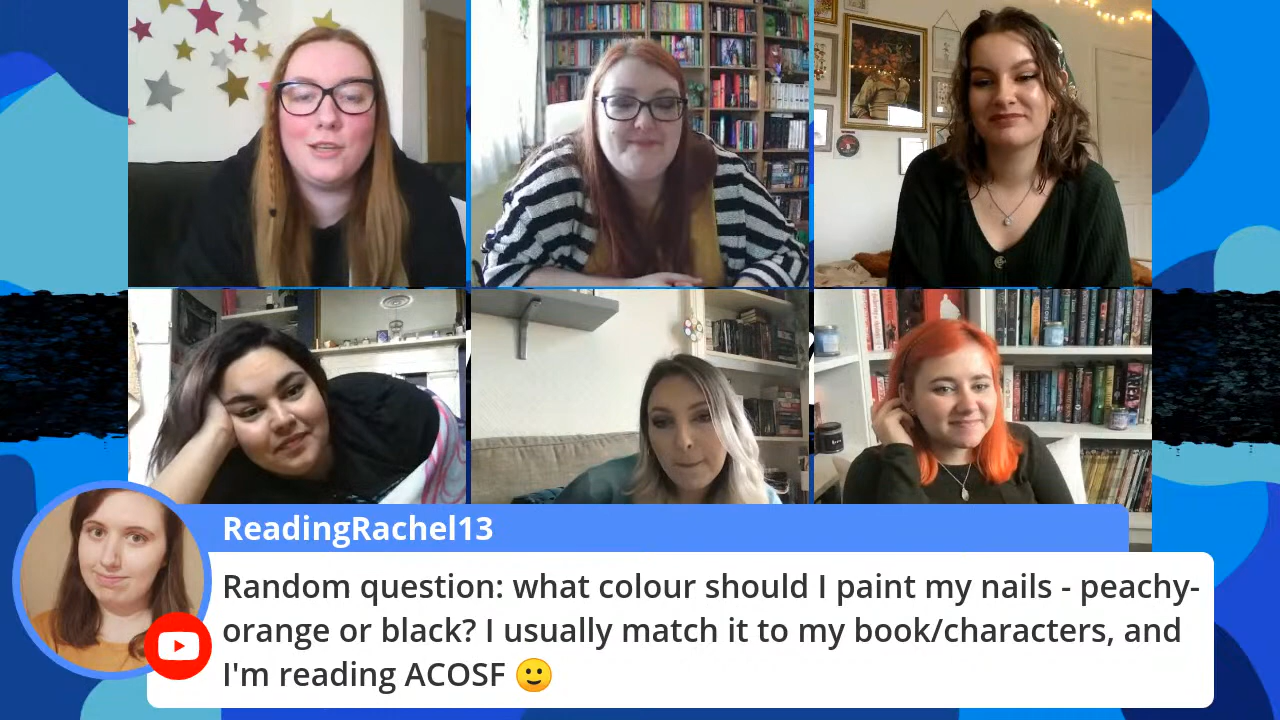 ReadingRachel13
Random question: what colour should I paint my nails - peachy-
orange or black? I usually match it to my book/characters, and
I'm reading ACOSF 🙂